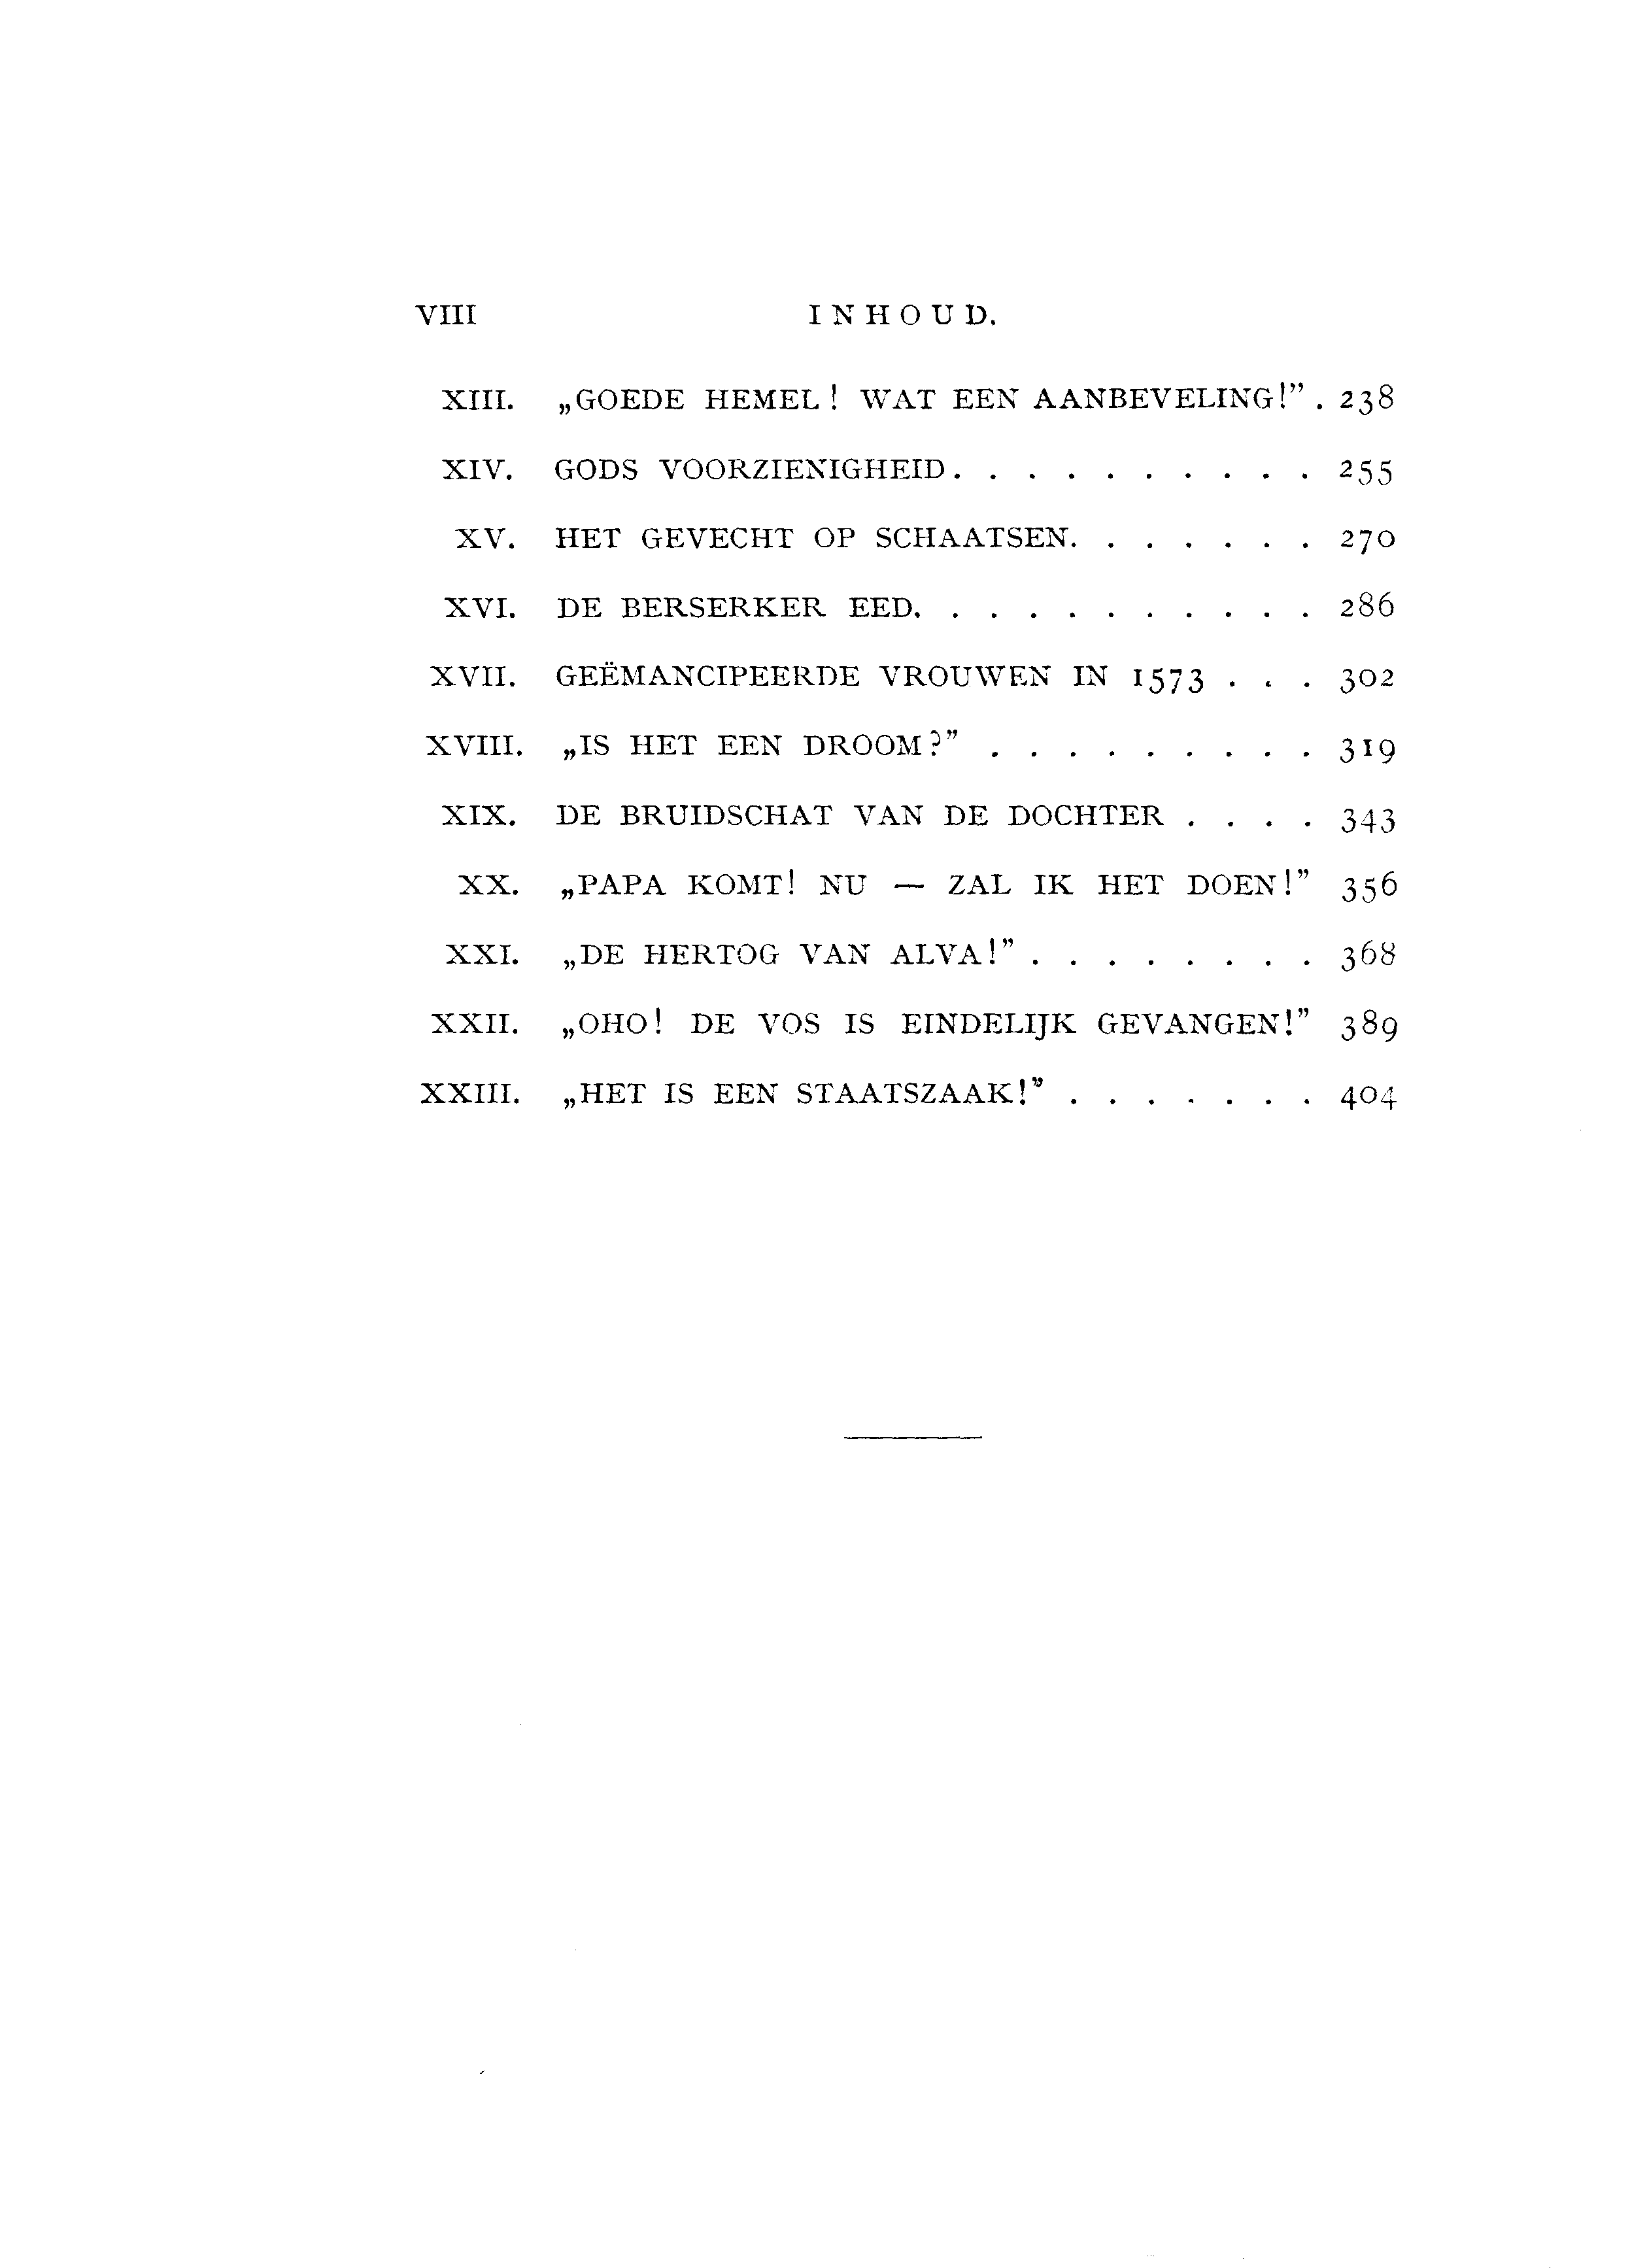 VIII INHOUD.
XIII. „GOEDE HEMEL! WAT EEN AANBEVELING!” . 238
XIV. GODS VOORZIENIGHEID. . . . . . . . . . 255
XV. HET GEVECHT OP SCHAATSEN. . . . . . . 270
XVI. DE BERSERKER EED. . . . . . . . . . . 286
XVII. GEËMANCIPEERDE VROUWEN IN 1573 . . . 302
XVIII. „IS HET EEN DROOM?” . . . . . . . . . 319
XIX. DE BRUIDSCHAT VAN DE DOCHTER . . . . 343
XX. „PAPA KOMT! NU — ZAL IK HET DOEN!” 356
XXI. „DE HERTOG VAN ALVA!” . . . . . . . . 368
XXII. „OHO! DE VOS IS EINDELIJK GEVANGEN!” 389
XXIII. „HET IS EEN STAATSZAAK!” . . . . . . . 404